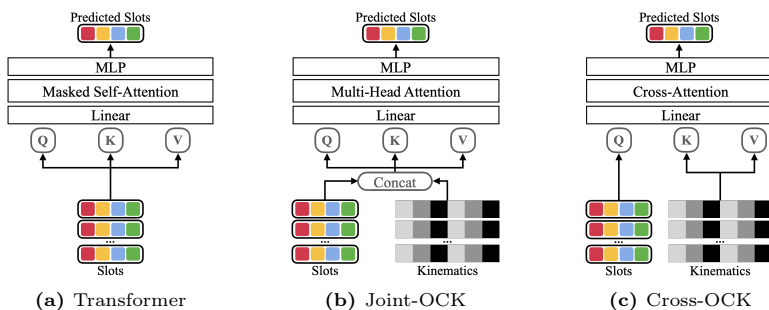 Predicted Slots
MLP
Masked Self-Attention
Linear
Q K V
...
Slots
(a) Transformer
Predicted Slots
MLP
Multi-Head Attention
Linear
Q K V
Concat
... ...
Slots Kinematics
(b) Joint-OCK
Predicted Slots
MLP
Cross-Attention
Linear
Q K V
... ...
Slots Kinematics
(c) Cross-OCK